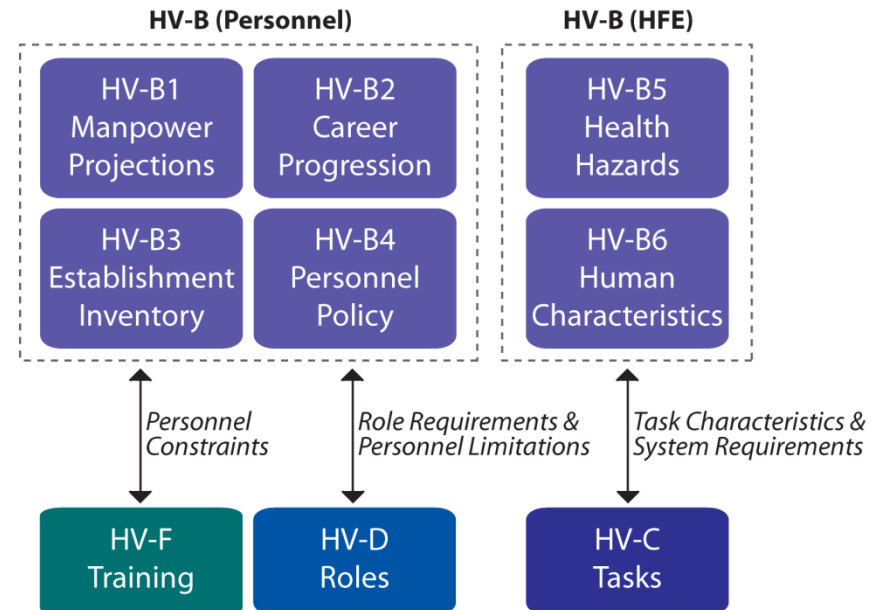 HV-B (Personnel)
HV-B (HFE)
HV-B1
Manpower
Projections
HV-B2
Career
Progression
HV-B5
Health
Hazards
HV-B3
Establishment
Inventory
HV-B4
Personnel
Policy
HV-B6
Human
Characteristics
Personnel
Constraints
Role Requirements &
Personnel Limitations
Task Characteristics &
System Requirements
HV-F
Training
HV-D
Roles
HV-C
Tasks